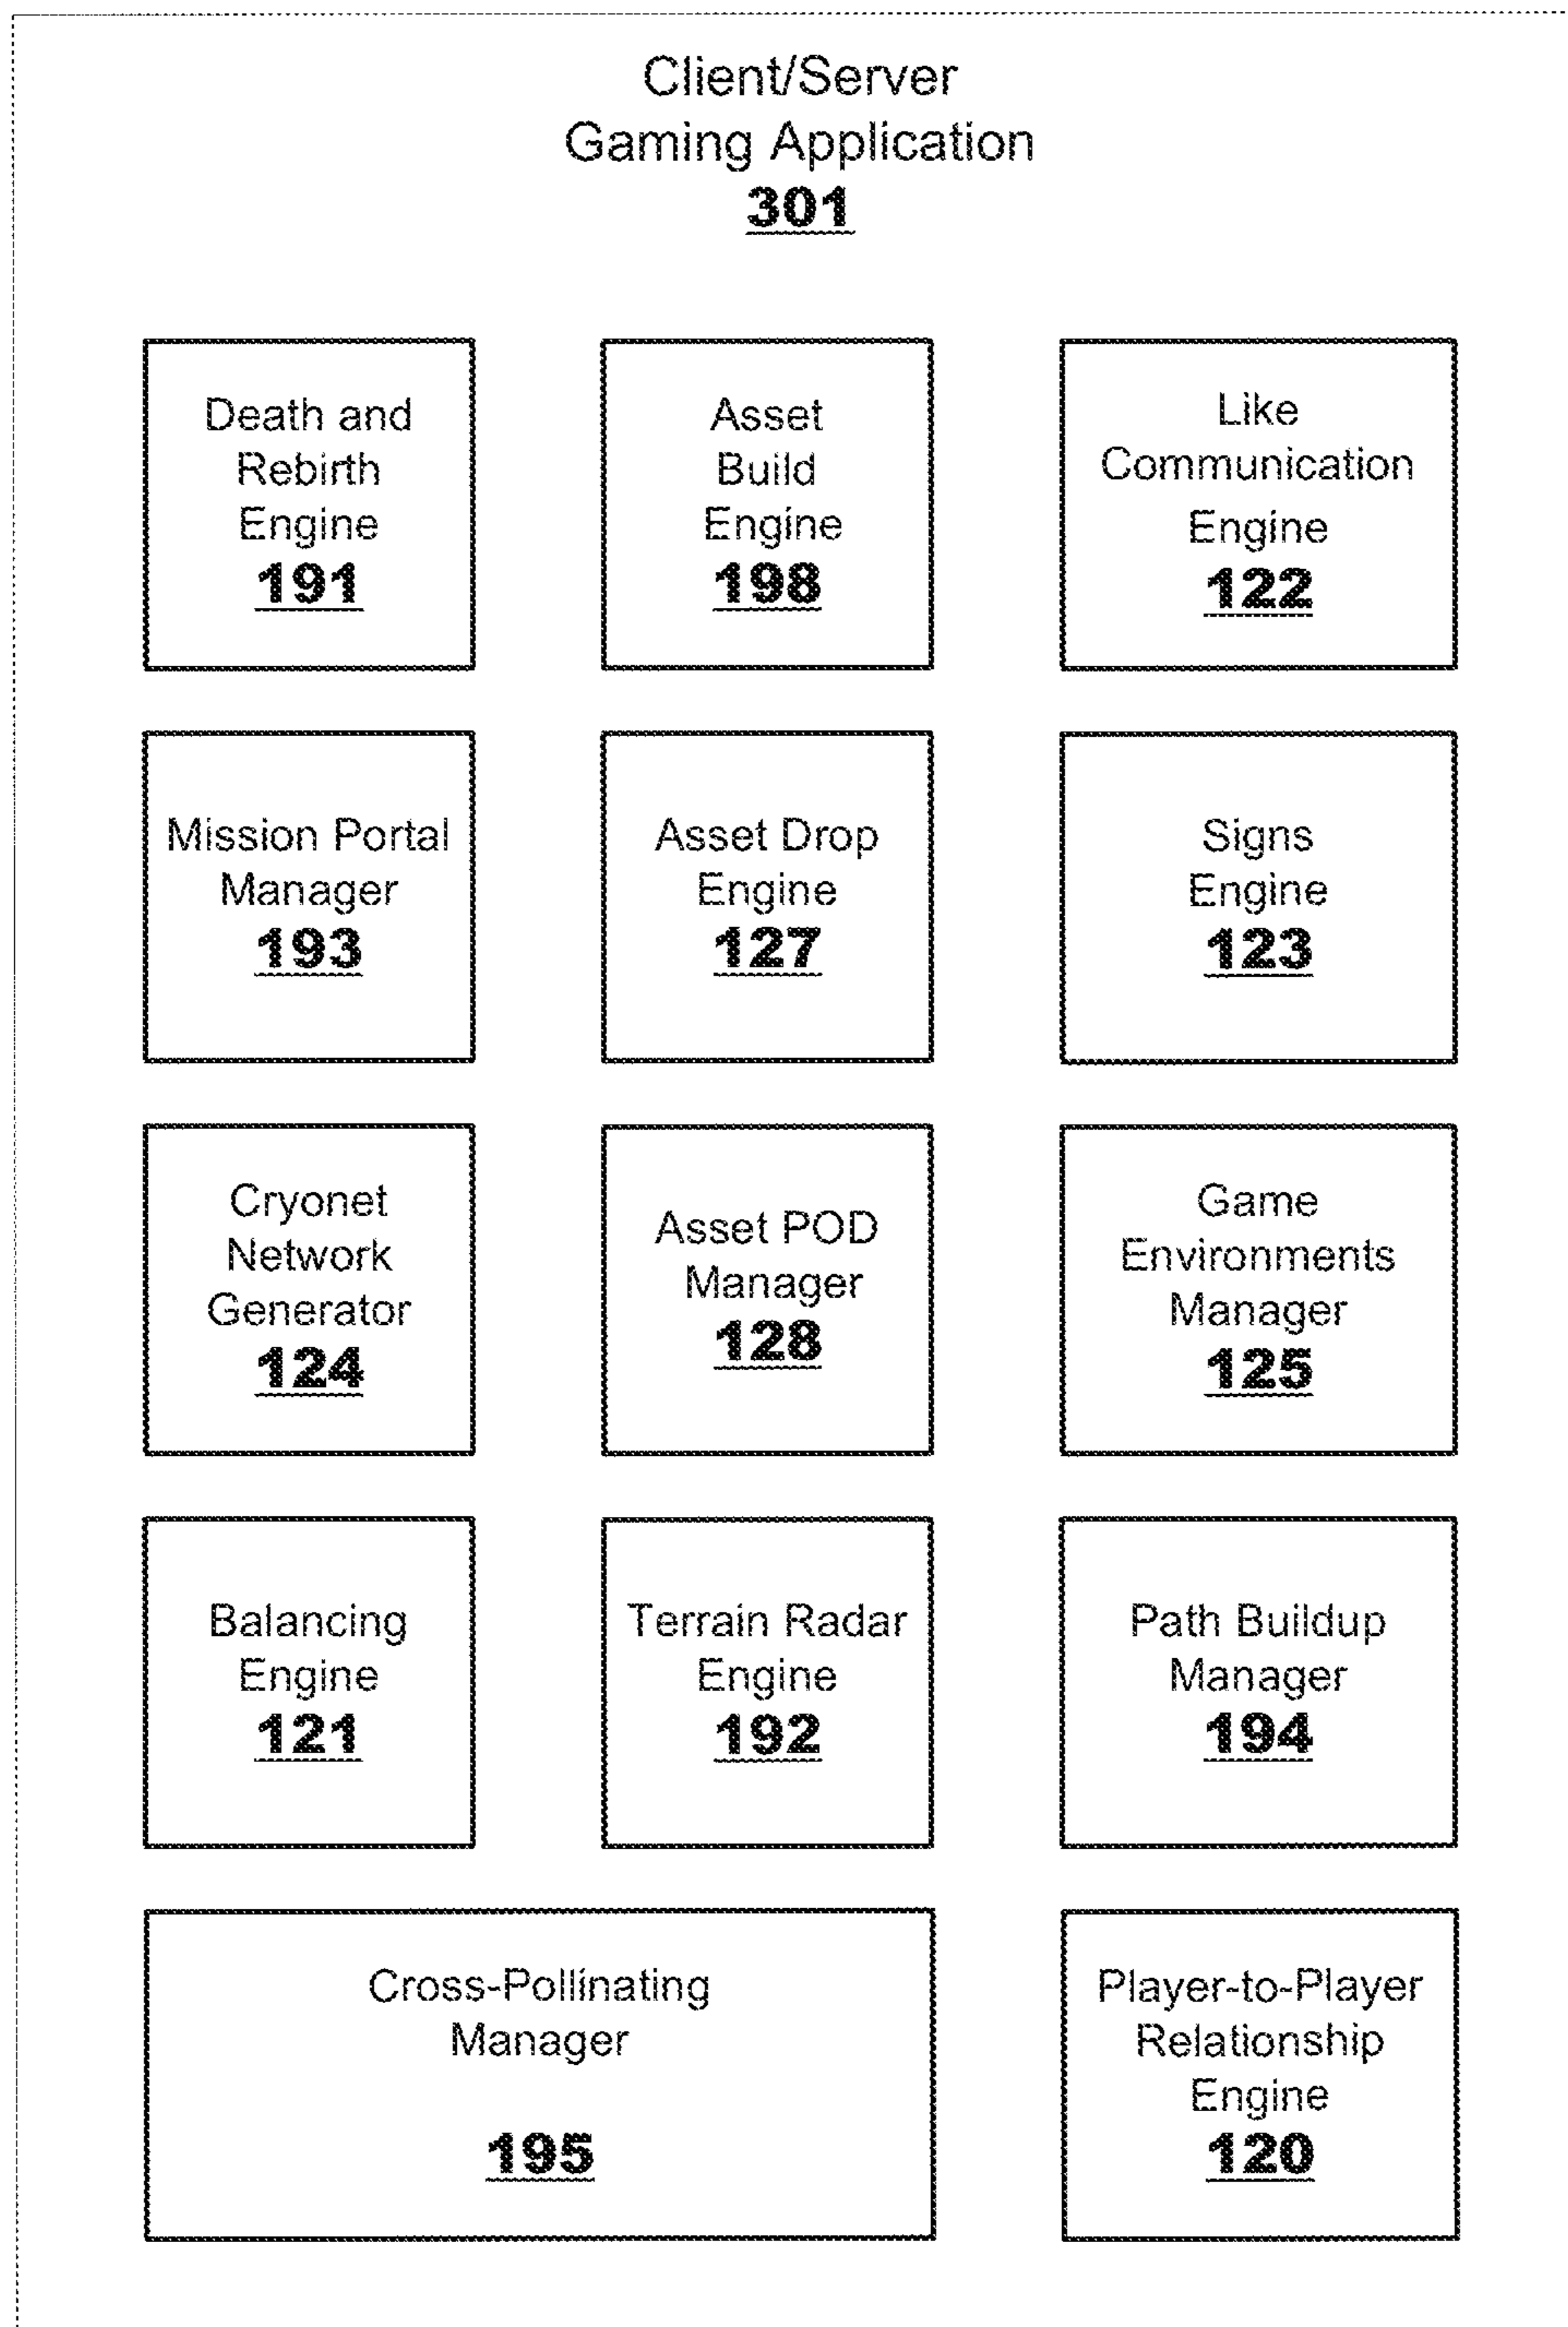 Client/Server
Gaming Application
301
Death and
Rebirth
Engine
191
Asset
Build
Engine
198
Like
Communication
Engine
122
Mission Portal
Manager
193
Asset Drop
Engine
127
Signs
Engine
123
Cryonet
Network
Generator
124
Asset POD
Manager
128
Game
Environments
Manager
125
Balancing
Engine
121
Terrain Radar
Engine
192
Path Buildup
Manager
194
Cross-Pollinating
Manager
195
Player-to-Player
Relationship
Engine
120